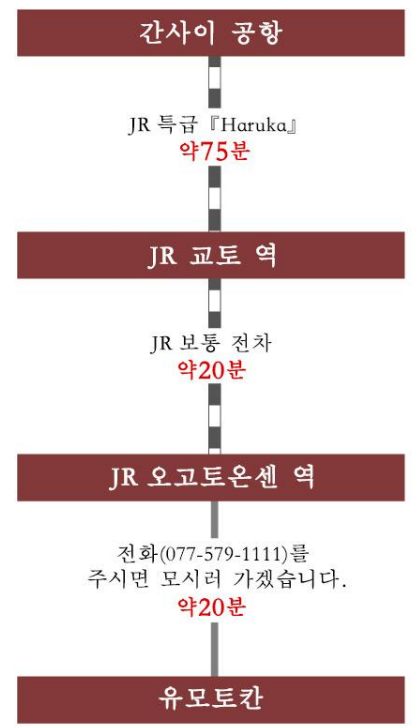 간사이 공항
JR 특급『Haruka』
약75분
JR 교토 역
JR 보통 전차
약20분
JR 오고토온센 역
전화(077-579-1111)를
주시면 모시러 가겠습니다.
약20분
유모토칸